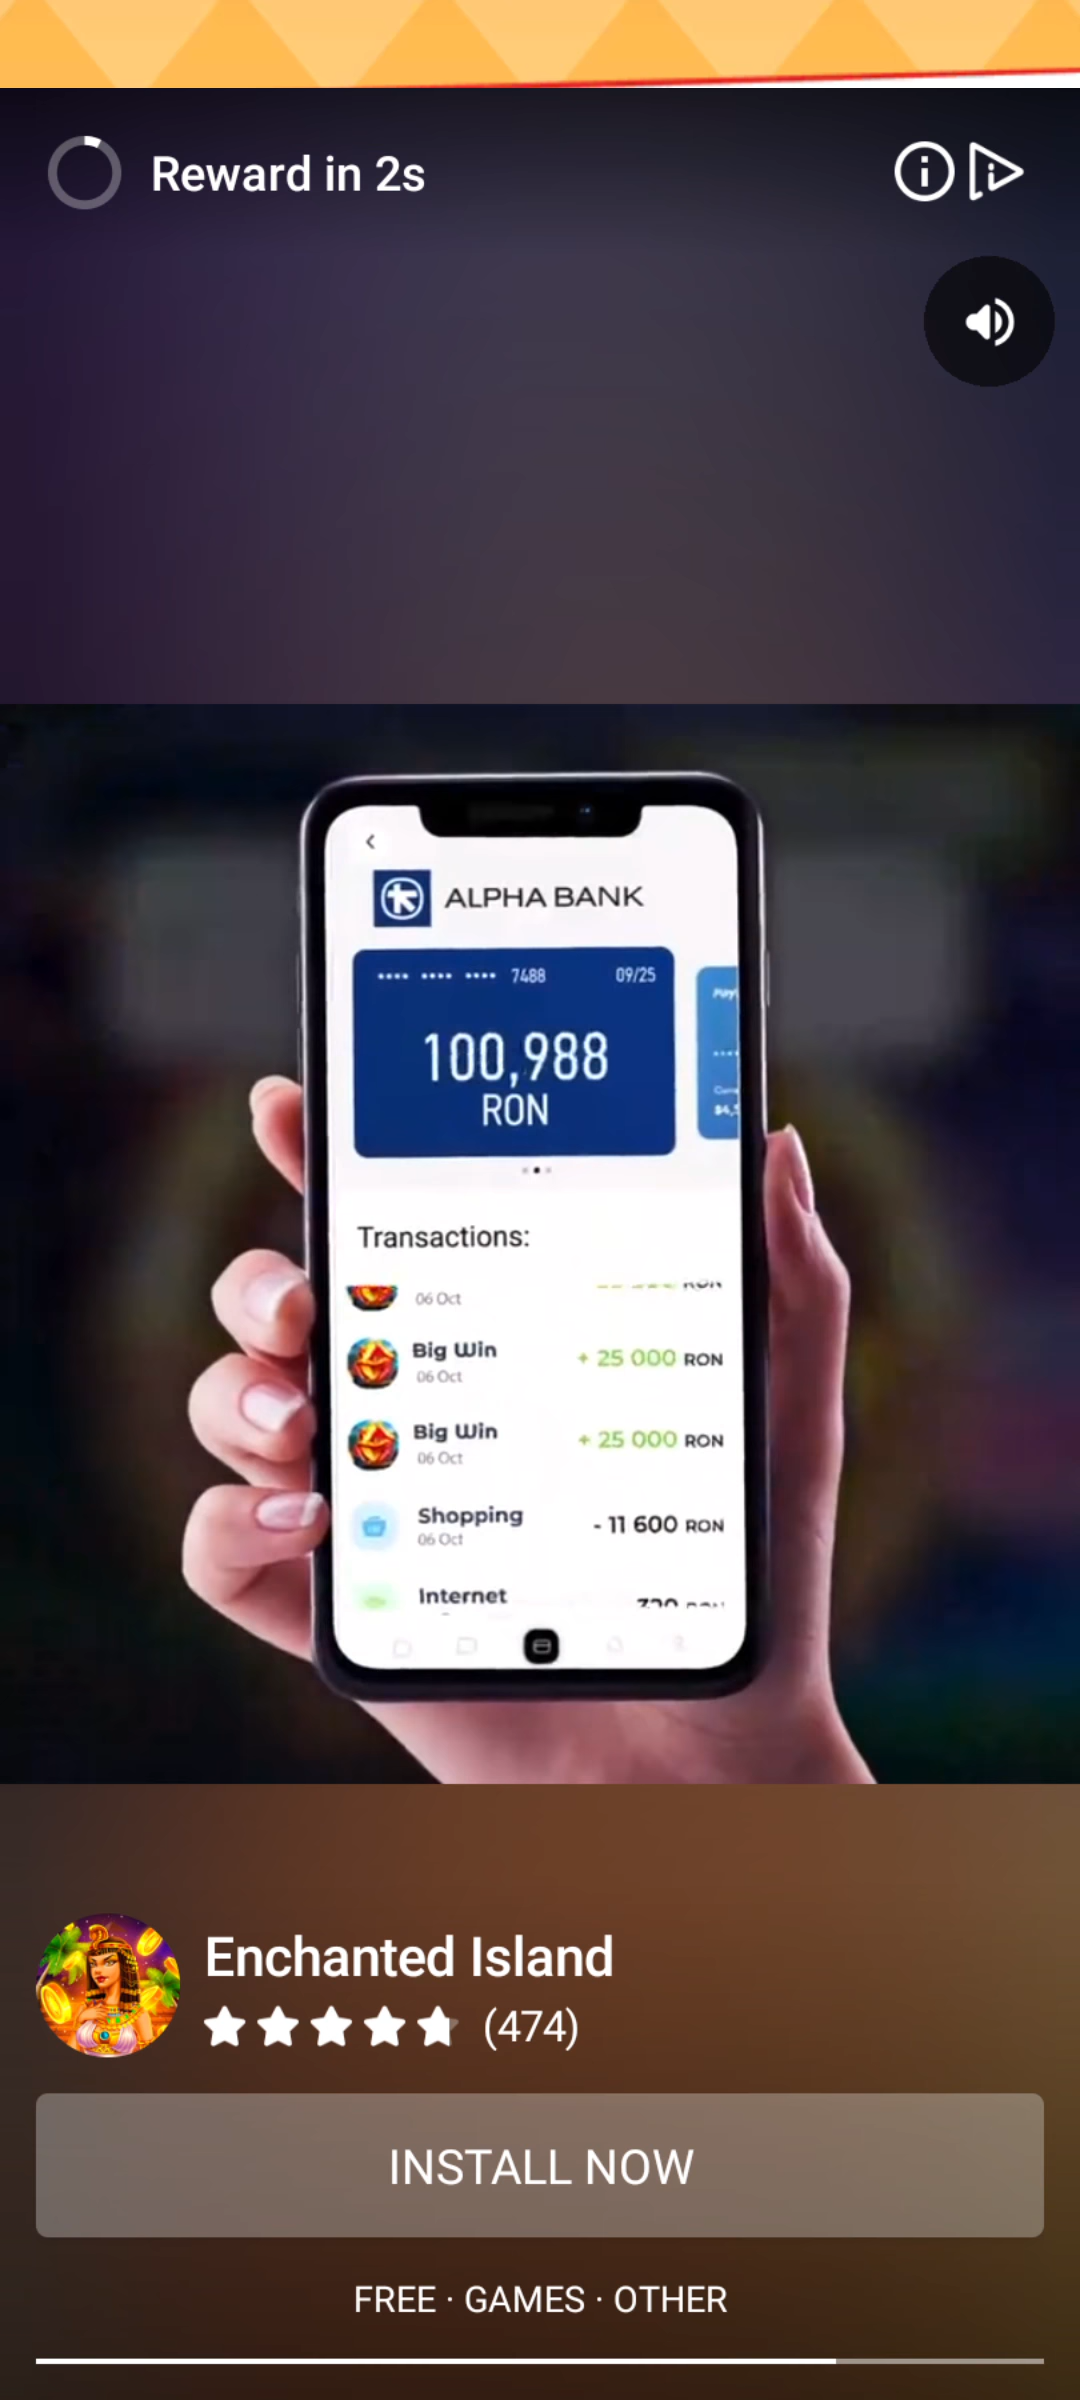 Reward in 2s
ALPHA BANK
7488 09/25
100,988
RON
Transactions:
RON
06 Oct
Big Win
+ 25 000 RON
06 Oct
Big Win
+ 25 000 RON
06 Oct
Shopping
- 11 600 RON
06 Oct
Internet
Enchanted Island
(474)
INSTALL NOW
FREE · GAMES · OTHER